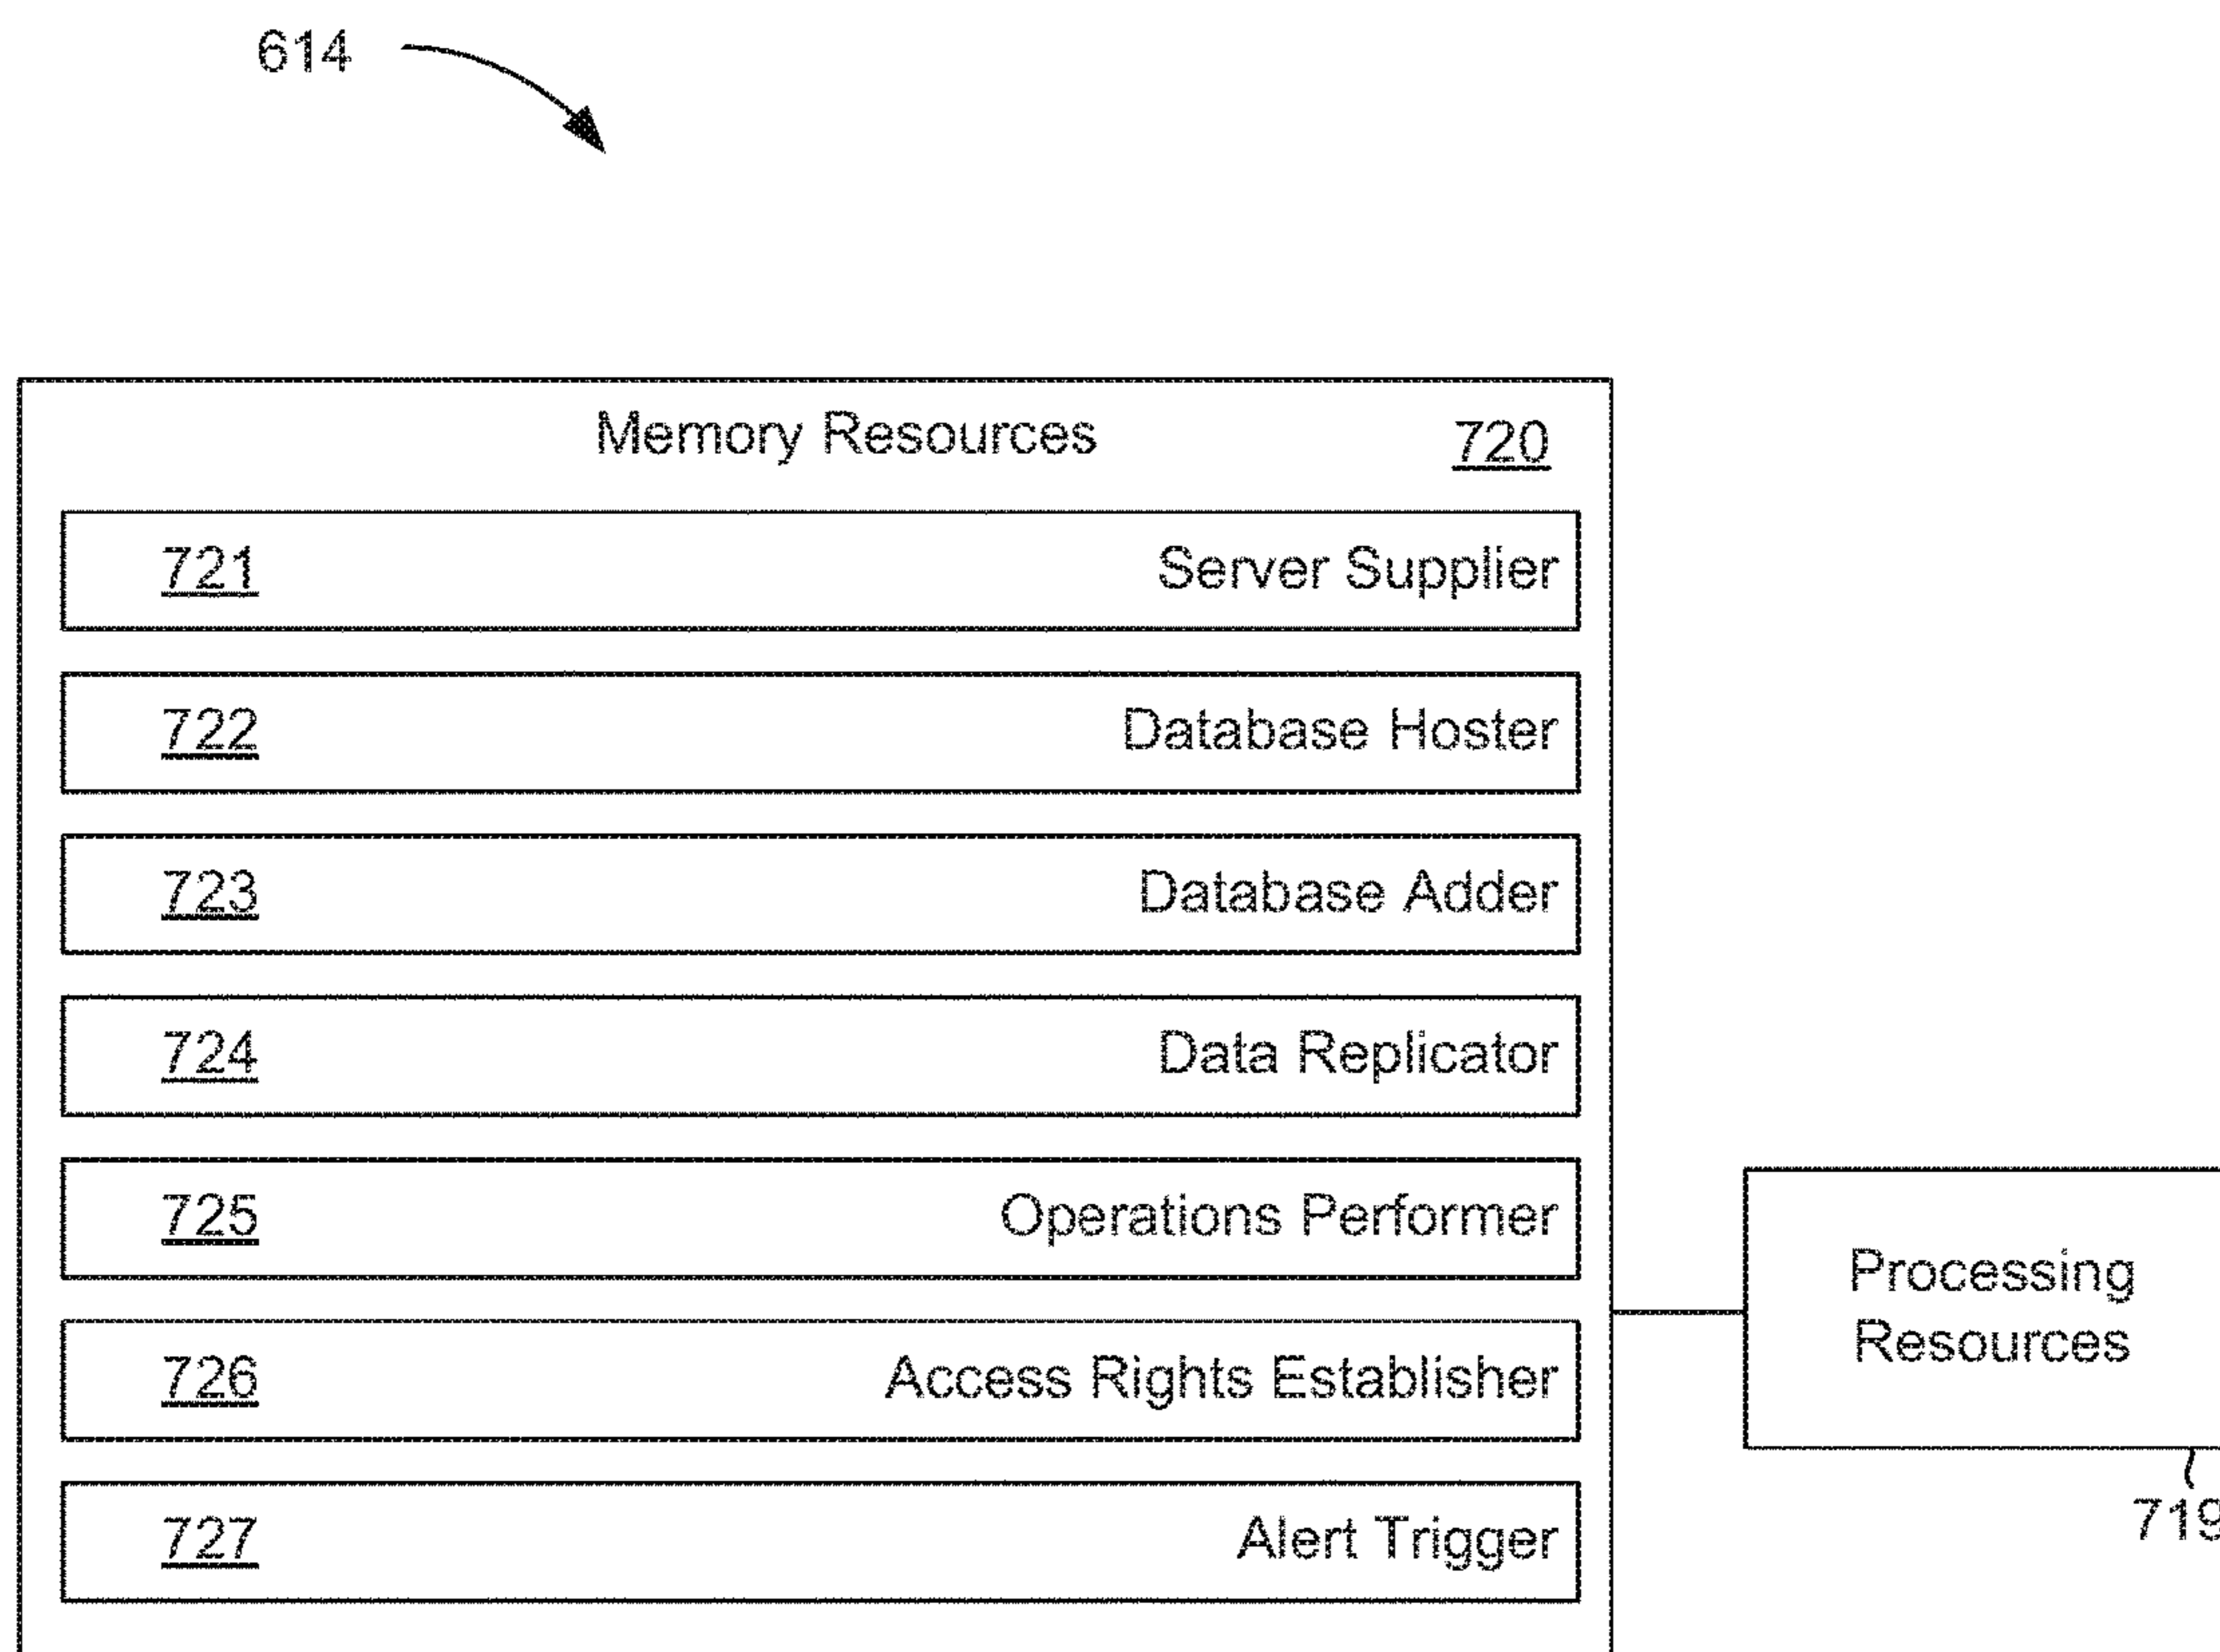 614
Memory Resources 720
721 Server Supplier
722 Database Hoster
723 Database Adder
724 Data Replicator
725 Operations Performer
726 Access Rights Establisher
727 Alert Trigger
Processing
Resources
719